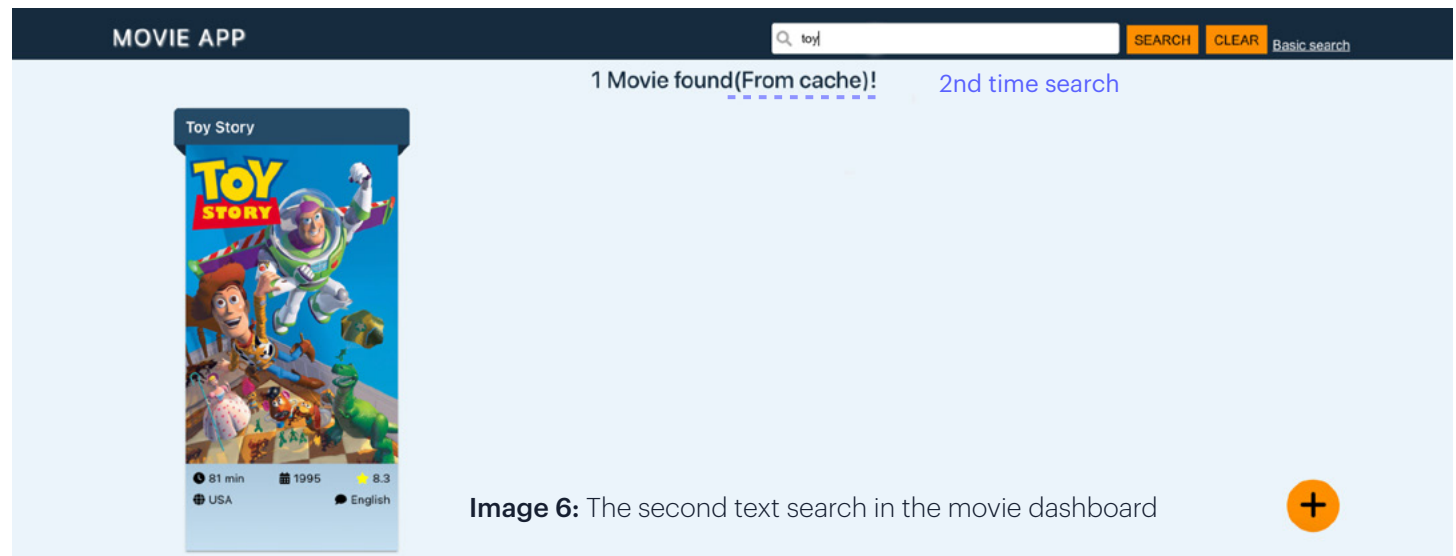 MOVIE APP
toy
SEARCH
CLEAR
Basic search
1 Movie found(From cache)!
2nd time search
Toy Story
TOY
STORY
81 min
1995
8.3
USA
English
Image 6: The second text search in the movie dashboard